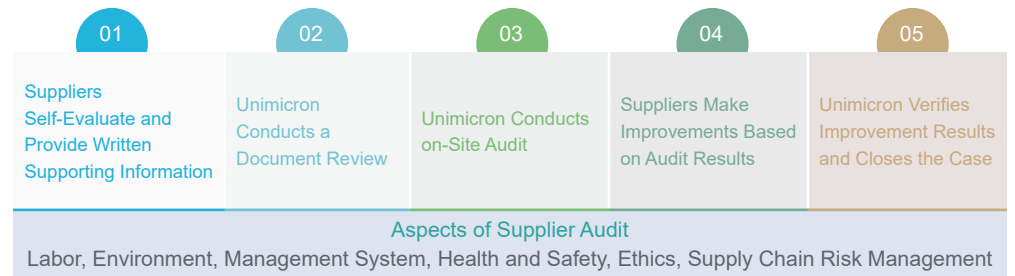 01
Suppliers
Self-Evaluate and
Provide Written
Supporting Information
02
Unimicron
Conducts a
Document Review
03
Unimicron Conducts
on-Site Audit
04
Suppliers Make
Improvements Based
on Audit Results
05
Unimicron Verifies
Improvement Results
and Closes the Case
Aspects of Supplier Audit
Labor, Environment, Management System, Health and Safety, Ethics, Supply Chain Risk Management